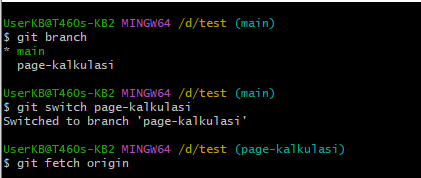 UserKB@T460s-KB2 MINGW64 /d/test (main)
$ git branch
* main
  page-kalkulasi
UserKB@T460s-KB2 MINGW64 /d/test (main)
$ git switch page-kalkulasi
Switched to branch 'page-kalkulasi'
UserKB@T460s-KB2 MINGW64 /d/test (page-kalkulasi)
$ git fetch origin